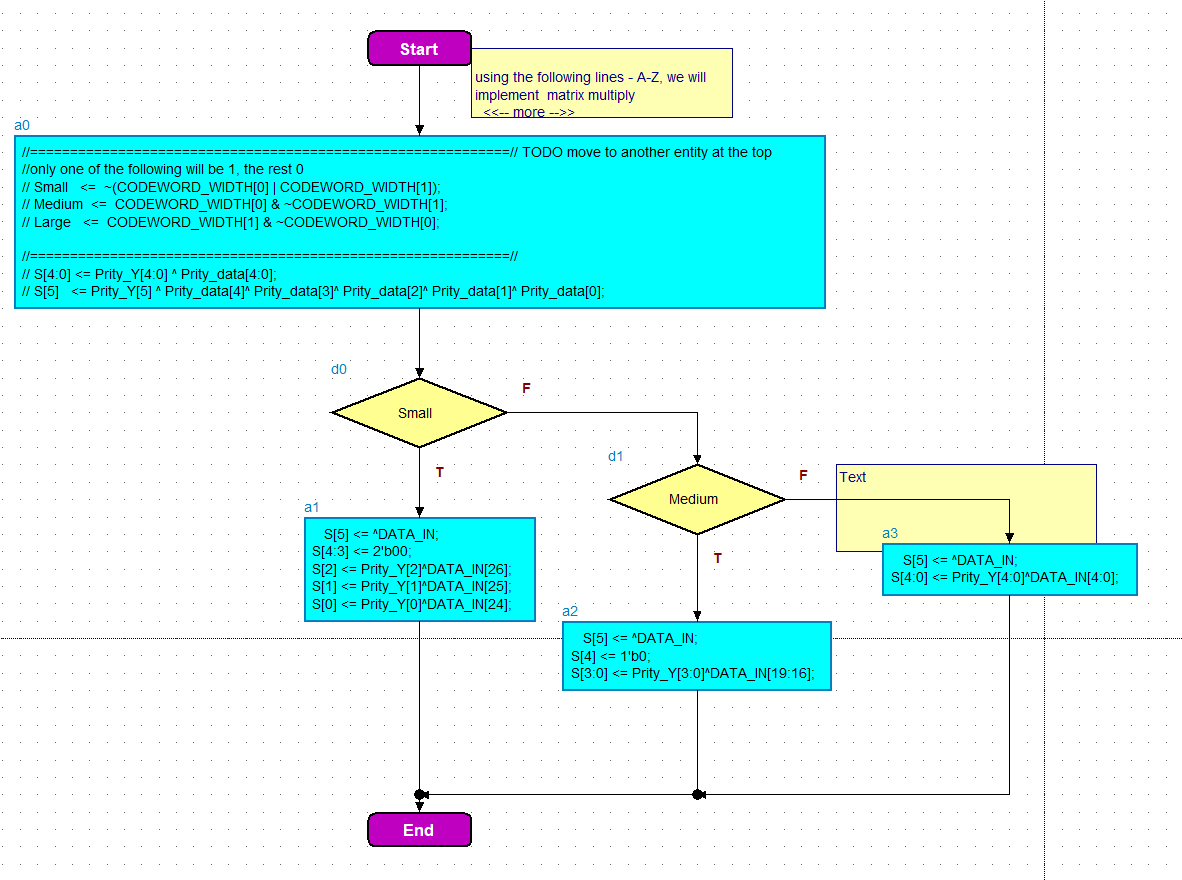 Start
using the following lines - A-Z, we will
implement  matrix multiply
<<-- more -->>
a0
//============================================================// TODO move to another entity at the top
//only one of the following will be 1, the rest 0
// Small   <=  ~(CODEWORD_WIDTH[0] | CODEWORD_WIDTH[1]);
// Medium  <=  CODEWORD_WIDTH[0] & ~CODEWORD_WIDTH[1];
// Large   <=  CODEWORD_WIDTH[1] & ~CODEWORD_WIDTH[0];
//============================================================//
// S[4:0] <= Prity_Y[4:0] ^ Prity_data[4:0];
// S[5]   <= Prity_Y[5] ^ Prity_data[4]^ Prity_data[3]^ Prity_data[2]^ Prity_data[1]^ Prity_data[0];
d0
Small
F
T
d1
Medium
F
T
Text
a1
S[5] <= ^DATA_IN;
S[4:3] <= 2'b00;
S[2] <= Prity_Y[2]^DATA_IN[26];
S[1] <= Prity_Y[1]^DATA_IN[25];
S[0] <= Prity_Y[0]^DATA_IN[24];
a3
S[5] <= ^DATA_IN;
S[4:0] <= Prity_Y[4:0]^DATA_IN[4:0];
a2
S[5] <= ^DATA_IN;
S[4] <= 1'b0;
S[3:0] <= Prity_Y[3:0]^DATA_IN[19:16];
End